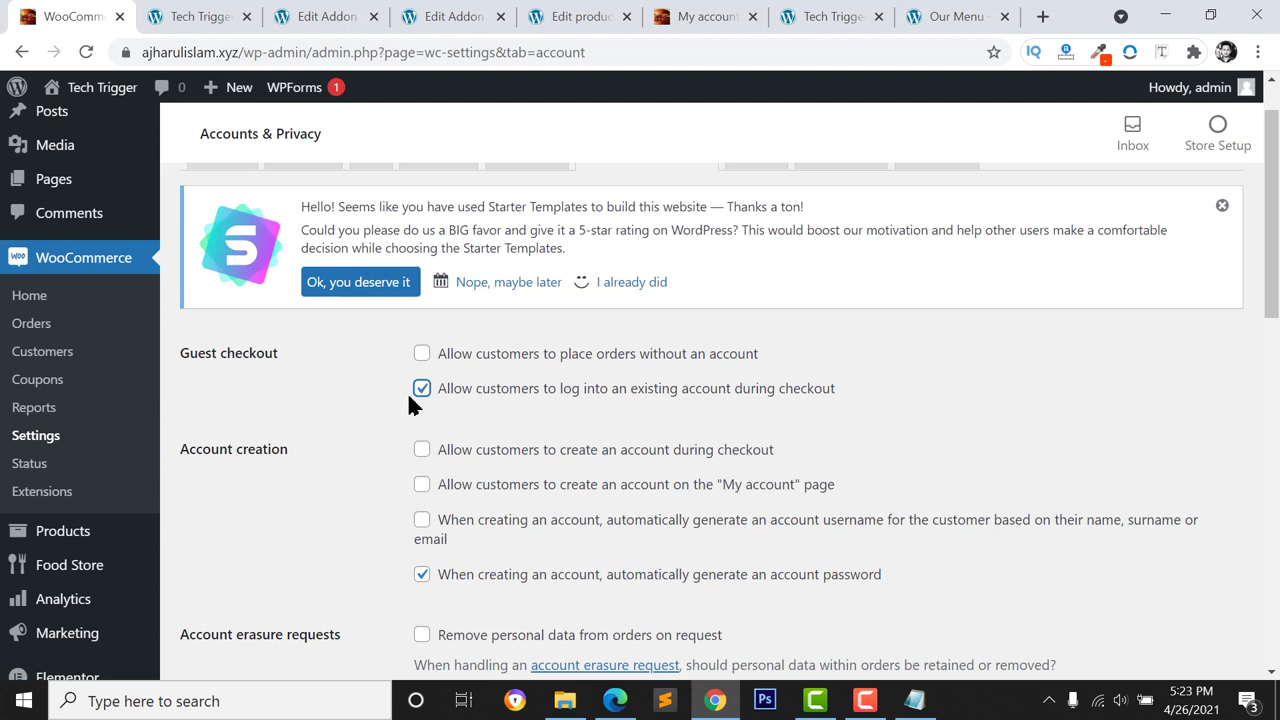 WooComm
Tech Trigge
Edit Addon
Edit Addon
Edit produc
My accoun
Tech Trigge
Our Menu -
ajharulislam.xyz/wp-admin/admin.php?page=wc-settings&tab=account
IQ
Tech Trigger
0
New
WPForms 1
Howdy, admin
Posts
Media
Pages
Comments
WooCommerce
Home
Orders
Customers
Coupons
Reports
Settings
Status
Extensions
Products
Food Store
Analytics
Marketing
Elementor
Accounts & Privacy
Inbox
Store Setup
Hello! Seems like you have used Starter Templates to build this website — Thanks a ton!
Could you please do us a BIG favor and give it a 5-star rating on WordPress? This would boost our motivation and help other users make a comfortable
decision while choosing the Starter Templates.
Ok, you deserve it
Nope, maybe later
I already did
Guest checkout
Allow customers to place orders without an account
Allow customers to log into an existing account during checkout
Account creation
Allow customers to create an account during checkout
Allow customers to create an account on the "My account" page
When creating an account, automatically generate an account username for the customer based on their name, surname or
email
When creating an account, automatically generate an account password
Account erasure requests
Remove personal data from orders on request
When handling an account erasure request, should personal data within orders be retained or removed?
Type here to search
Ps
5:23 PM
4/26/2021
3